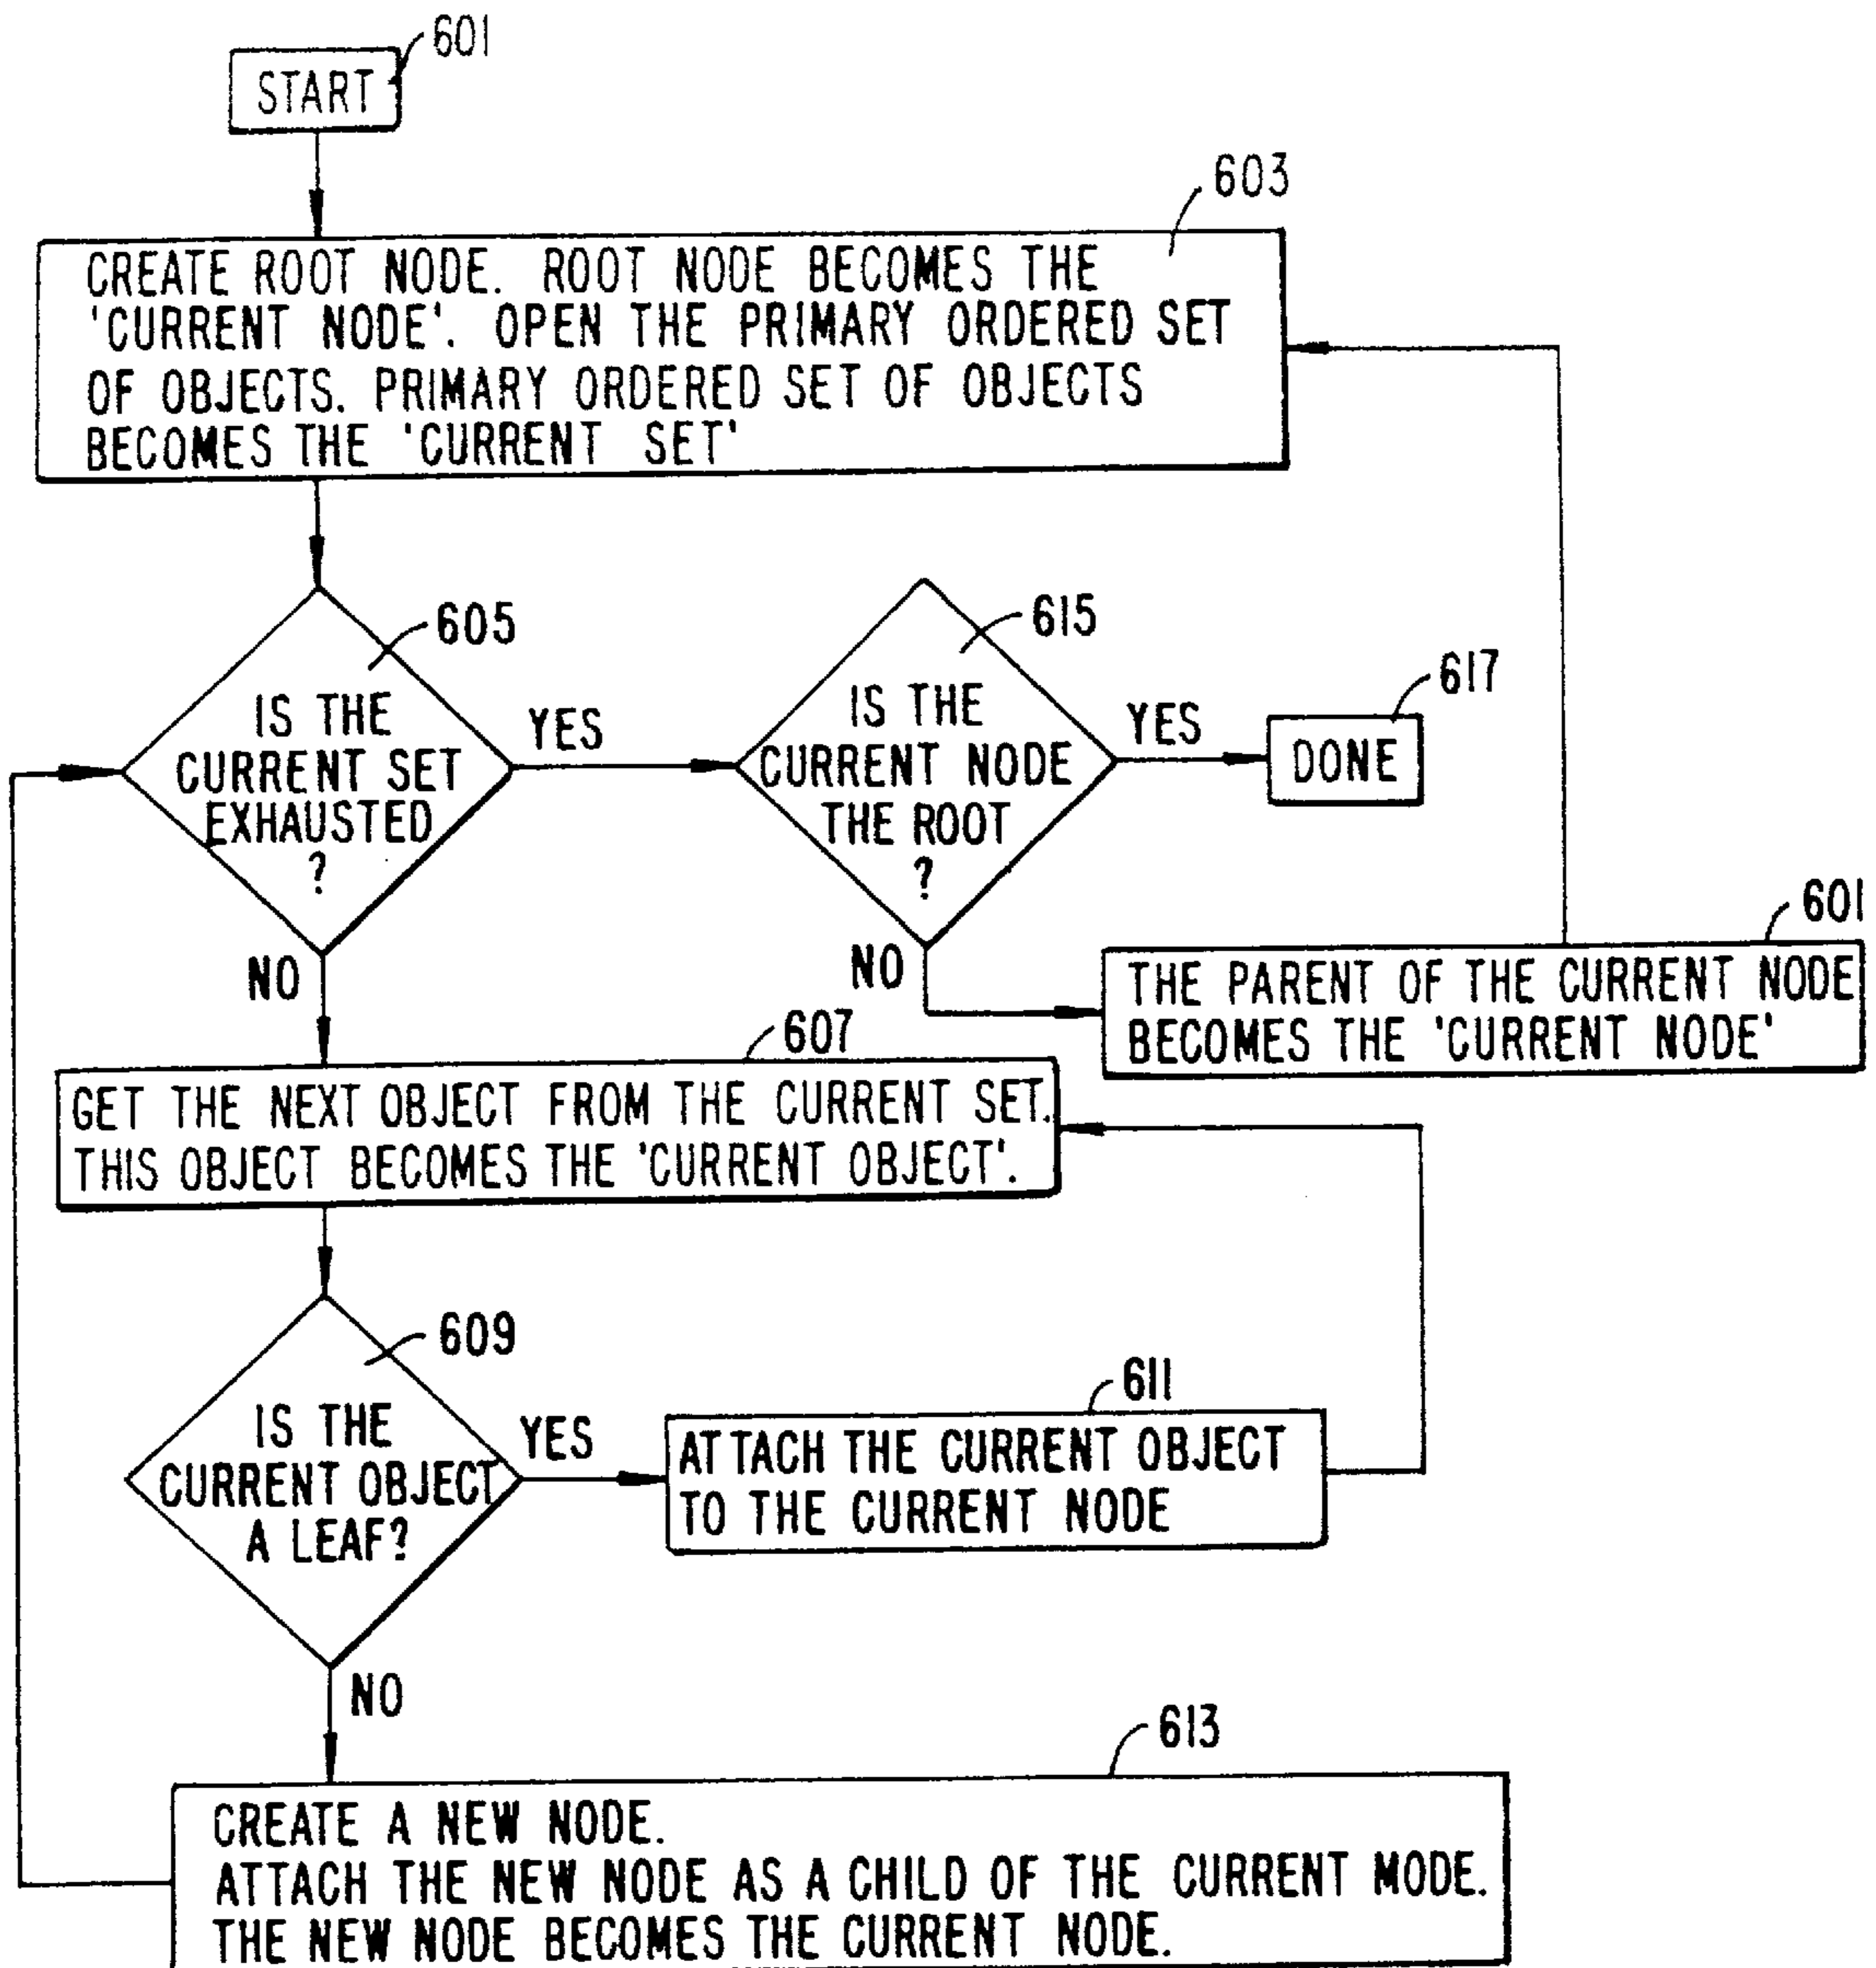 START
601
603
CREATE ROOT NODE. ROOT NODE BECOMES THE
'CURRENT NODE'. OPEN THE PRIMARY ORDERED SET
OF OBJECTS. PRIMARY ORDERED SET OF OBJECTS
BECOMES THE 'CURRENT SET'
605
IS THE
CURRENT SET
EXHAUSTED
?
YES
NO
615
IS THE
CURRENT NODE
THE ROOT
?
YES
NO
617
DONE
601
THE PARENT OF THE CURRENT NODE
BECOMES THE 'CURRENT NODE'
607
GET THE NEXT OBJECT FROM THE CURRENT SET.
THIS OBJECT BECOMES THE 'CURRENT OBJECT'.
609
IS THE
CURRENT OBJECT
A LEAF?
YES
NO
611
ATTACH THE CURRENT OBJECT
TO THE CURRENT NODE
613
CREATE A NEW NODE.
ATTACH THE NEW NODE AS A CHILD OF THE CURRENT MODE.
THE NEW NODE BECOMES THE CURRENT NODE.